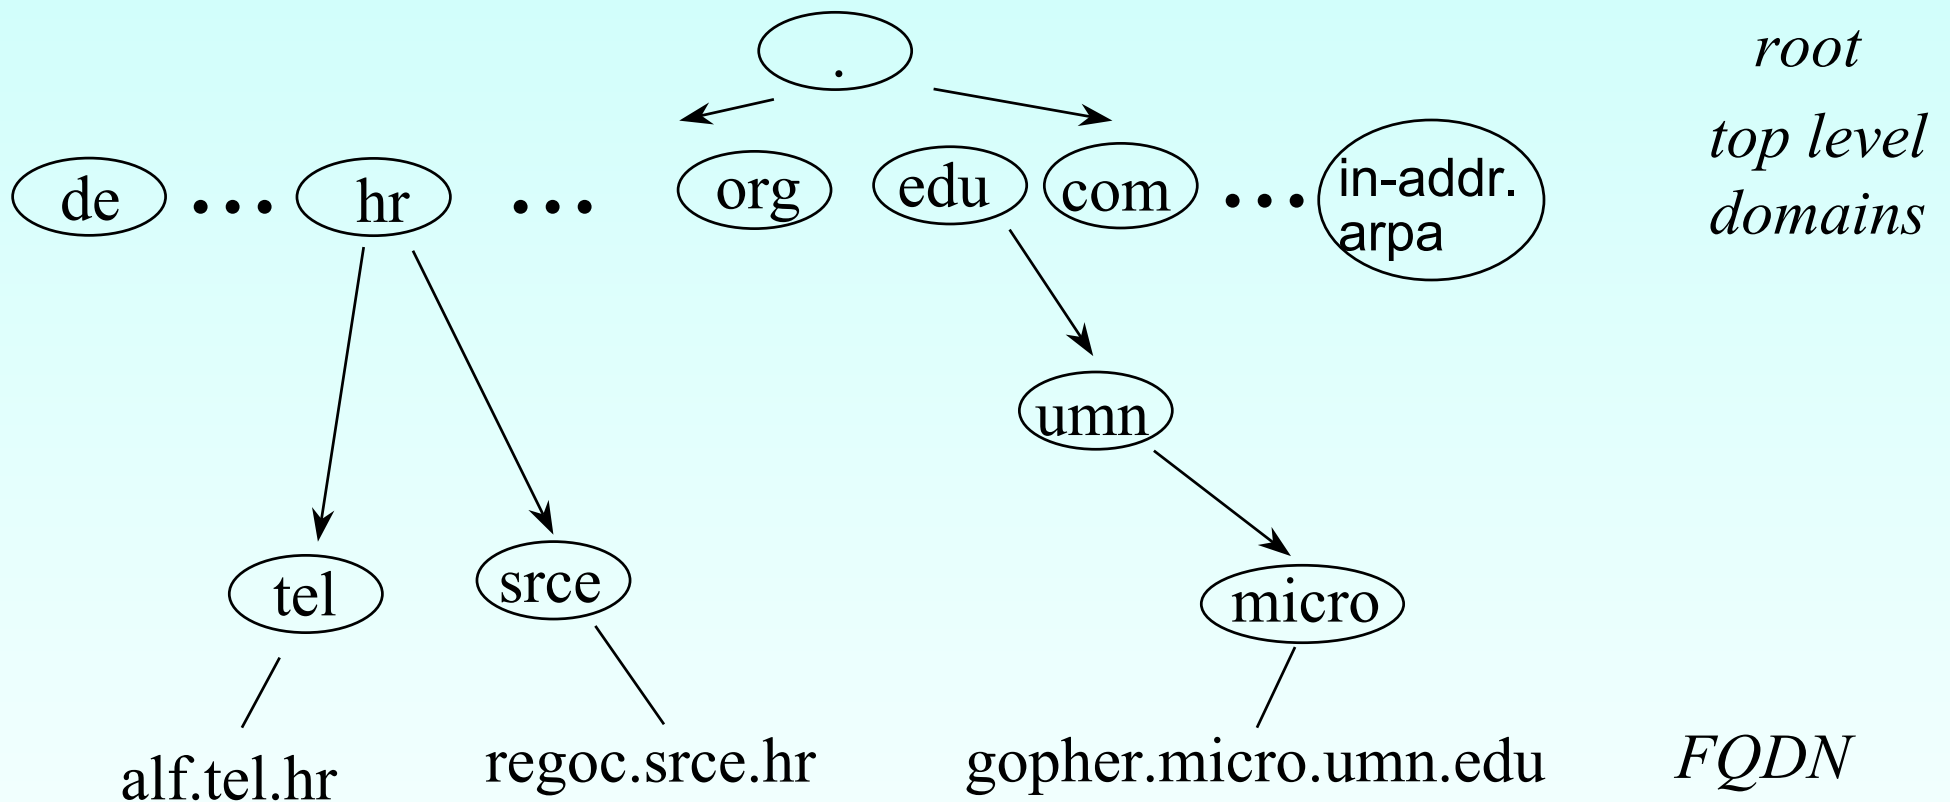 . root
top level
domains
de ... hr ... org edu com ... in-addr.
arpa
umn
tel srce micro
alf.tel.hr regoc.srce.hr gopher.micro.umn.edu FQDN